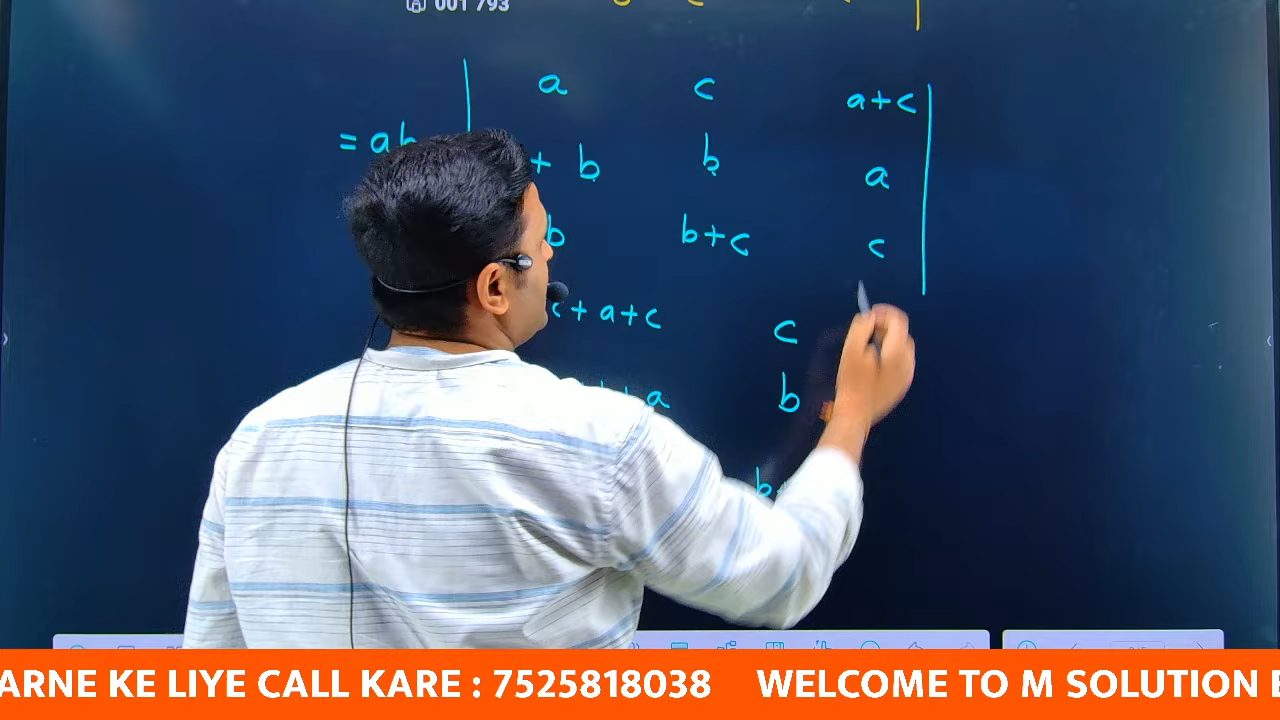 001 793
a c a+c
= ab + b b a
b b+c c
c + a + c c
+ a b
b+
ARNE KE LIYE CALL KARE : 7525818038 WELCOME TO M SOLUTION